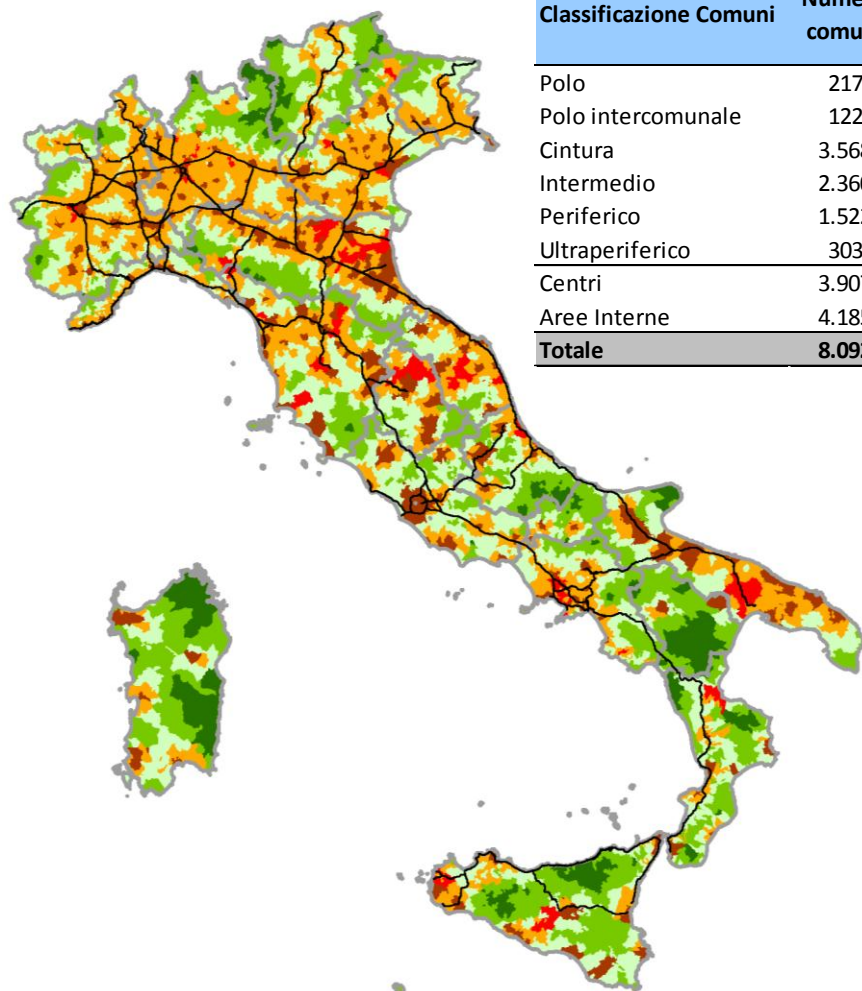 Classificazione Comuni
Polo 217
Polo intercomunale 122
Cintura
Intermedio
Periferico
Ultraperiferico 303
Centri
Aree Interne
Totale